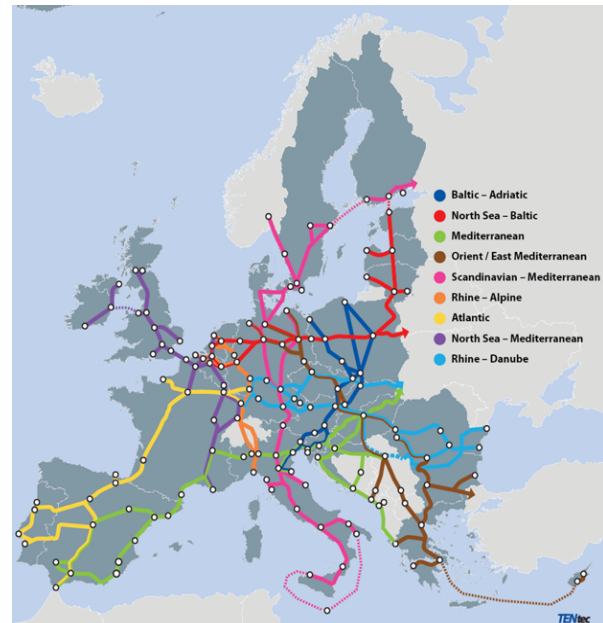 Baltic – Adriatic
North Sea – Baltic
Mediterranean
Orient / East Mediterranean
Scandinavian – Mediterranean
Rhine – Alpine
Atlantic
North Sea – Mediterranean
Rhine – Danube
TENtec